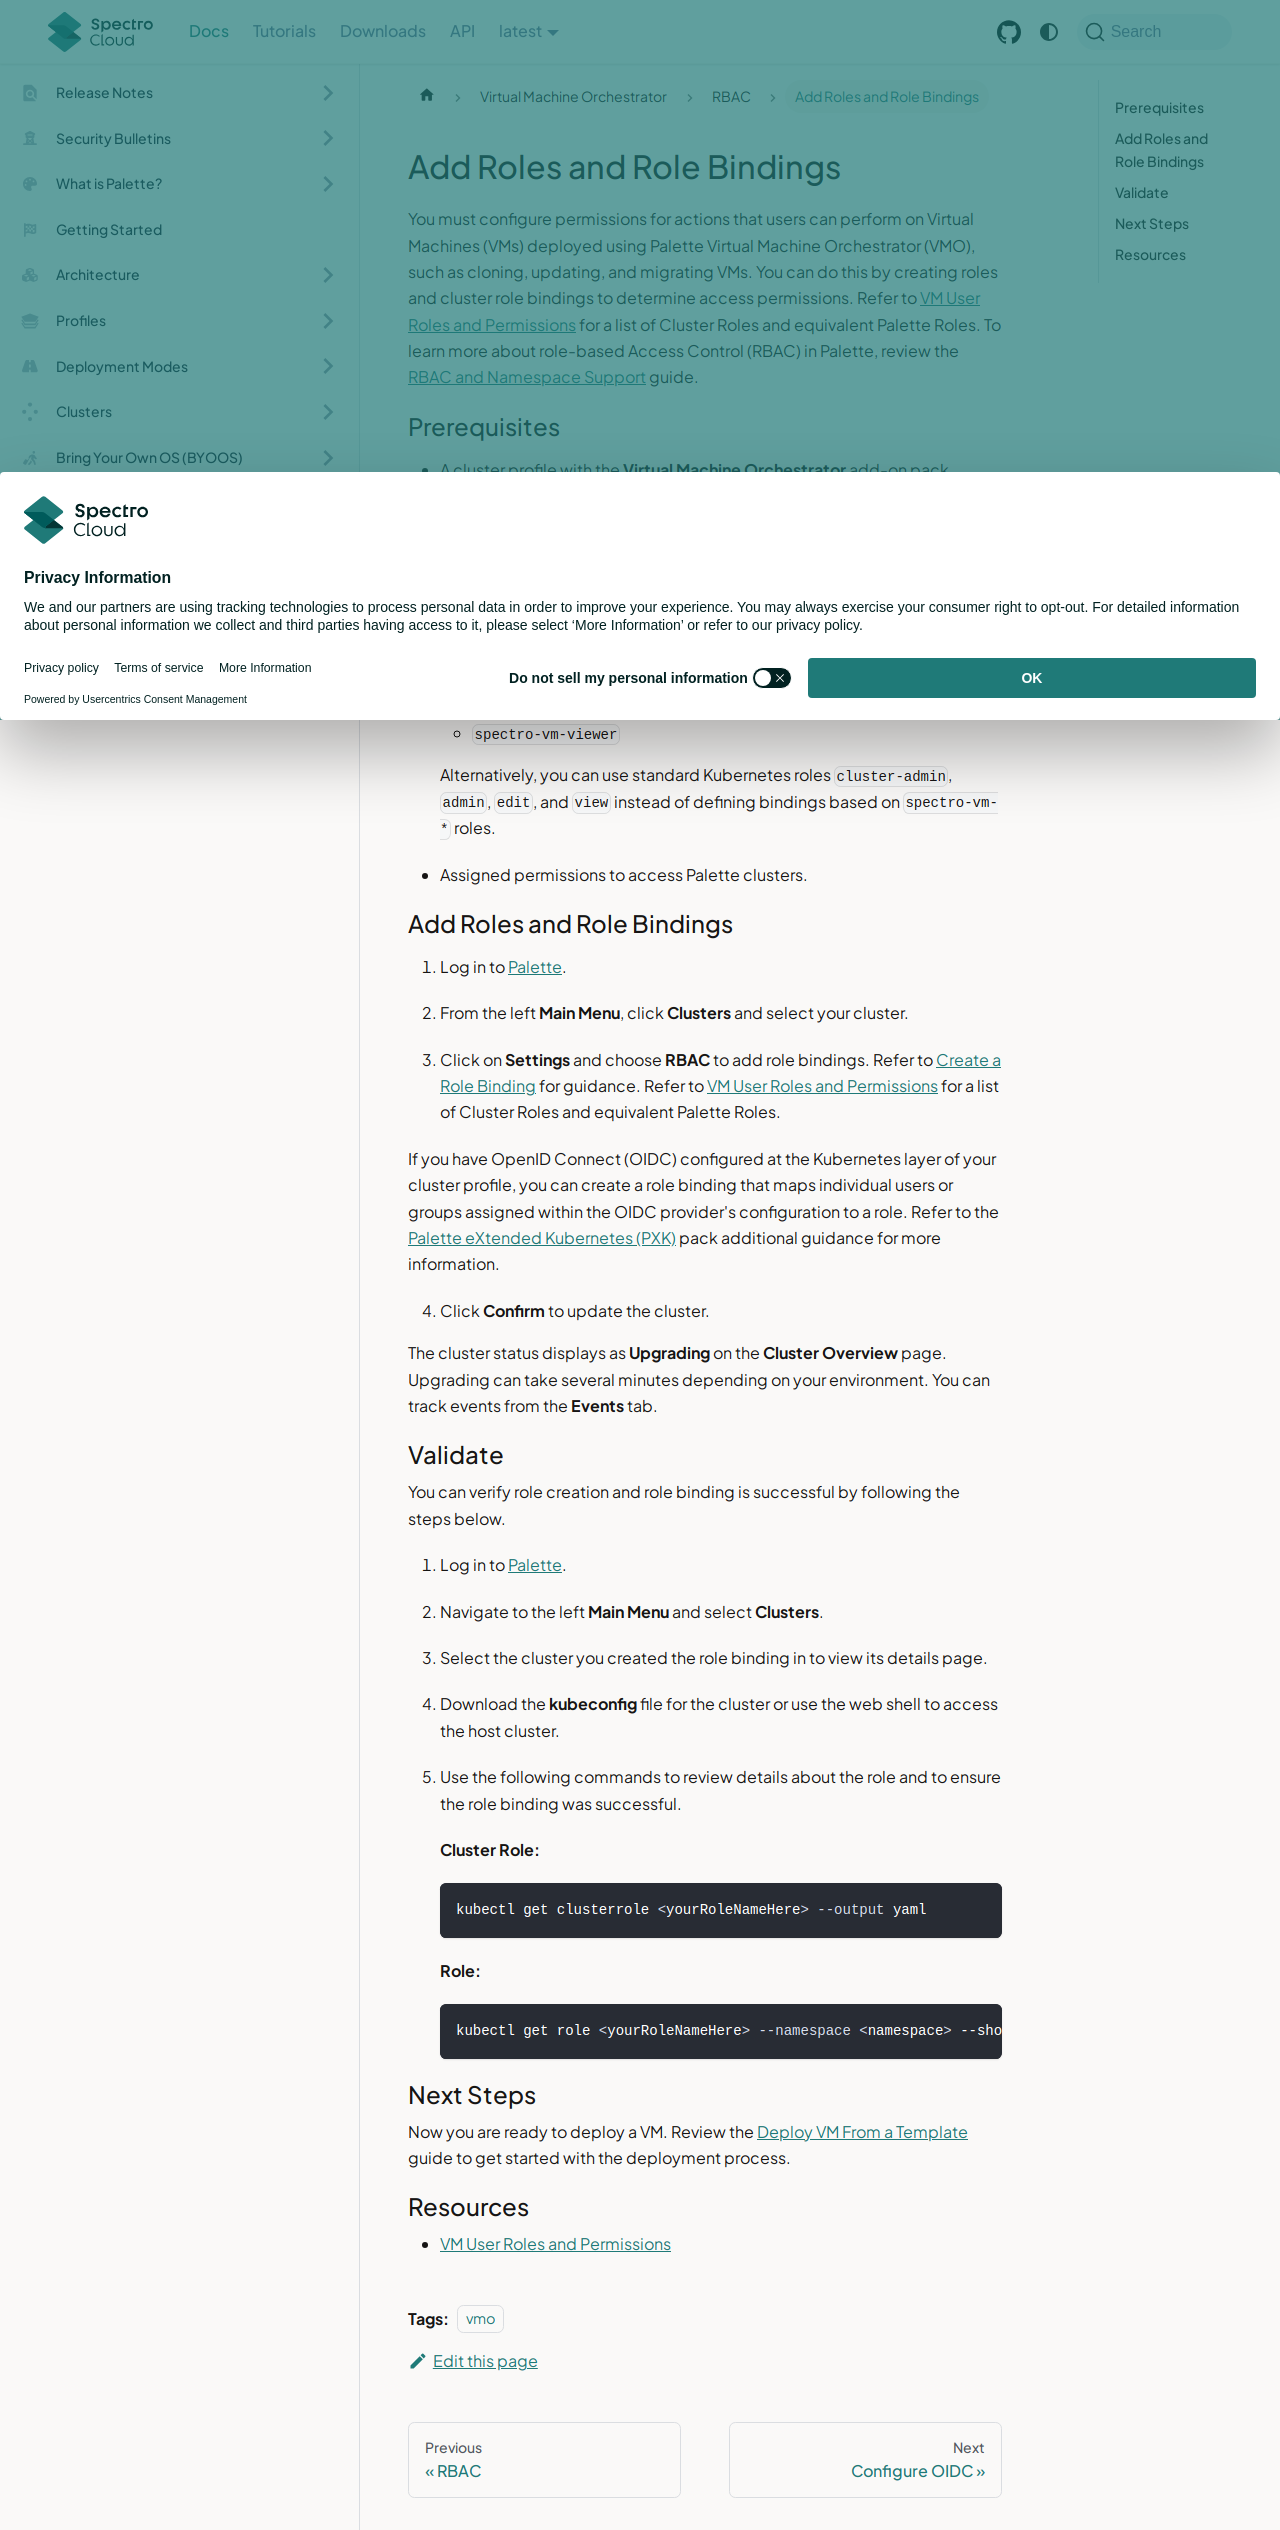 Spectro Cloud
Docs
Tutorials
Downloads
API
latest
Search
Release Notes
Security Bulletins
What is Palette?
Getting Started
Architecture
Profiles
Deployment Modes
Clusters
Bring Your Own OS (BYOOS)
Virtual Machine Orchestrator
RBAC
Add Roles and Role Bindings
Prerequisites
Add Roles and
Role Bindings
Validate
Next Steps
Resources
Add Roles and Role Bindings
You must configure permissions for actions that users can perform on Virtual
Machines (VMs) deployed using Palette Virtual Machine Orchestrator (VMO),
such as cloning, updating, and migrating VMs. You can do this by creating roles
and cluster role bindings to determine access permissions. Refer to VM User
Roles and Permissions for a list of Cluster Roles and equivalent Palette Roles. To
learn more about role-based Access Control (RBAC) in Palette, review the
RBAC and Namespace Support guide.
Prerequisites
A cluster profile with the Virtual Machine Orchestrator add-on pack
Spectro
Cloud
Privacy Information
We and our partners are using tracking technologies to process personal data in order to improve your experience. You may always exercise your consumer right to opt-out. For detailed information
about personal information we collect and third parties having access to it, please select ‘More Information’ or refer to our privacy policy.
Privacy policy
Terms of service
More Information
Powered by Usercentrics Consent Management
Do not sell my personal information
OK
spectro-vm-viewer
Alternatively, you can use standard Kubernetes roles cluster-admin,
admin, edit, and view instead of defining bindings based on spectro-vm-
* roles.
Assigned permissions to access Palette clusters.
Add Roles and Role Bindings
1. Log in to Palette.
2. From the left Main Menu, click Clusters and select your cluster.
3. Click on Settings and choose RBAC to add role bindings. Refer to Create a
Role Binding for guidance. Refer to VM User Roles and Permissions for a list
of Cluster Roles and equivalent Palette Roles.
If you have OpenID Connect (OIDC) configured at the Kubernetes layer of your
cluster profile, you can create a role binding that maps individual users or
groups assigned within the OIDC provider's configuration to a role. Refer to the
Palette eXtended Kubernetes (PXK) pack additional guidance for more
information.
4. Click Confirm to update the cluster.
The cluster status displays as Upgrading on the Cluster Overview page.
Upgrading can take several minutes depending on your environment. You can
track events from the Events tab.
Validate
You can verify role creation and role binding is successful by following the
steps below.
1. Log in to Palette.
2. Navigate to the left Main Menu and select Clusters.
3. Select the cluster you created the role binding in to view its details page.
4. Download the kubeconfig file for the cluster or use the web shell to access
the host cluster.
5. Use the following commands to review details about the role and to ensure
the role binding was successful.
Cluster Role:
kubectl get clusterrole <yourRoleNameHere> --output yaml
Role:
kubectl get role <yourRoleNameHere> --namespace <namespace> --sho
Next Steps
Now you are ready to deploy a VM. Review the Deploy VM From a Template
guide to get started with the deployment process.
Resources
VM User Roles and Permissions
Tags: vmo
Edit this page
Previous
« RBAC
Next
Configure OIDC »